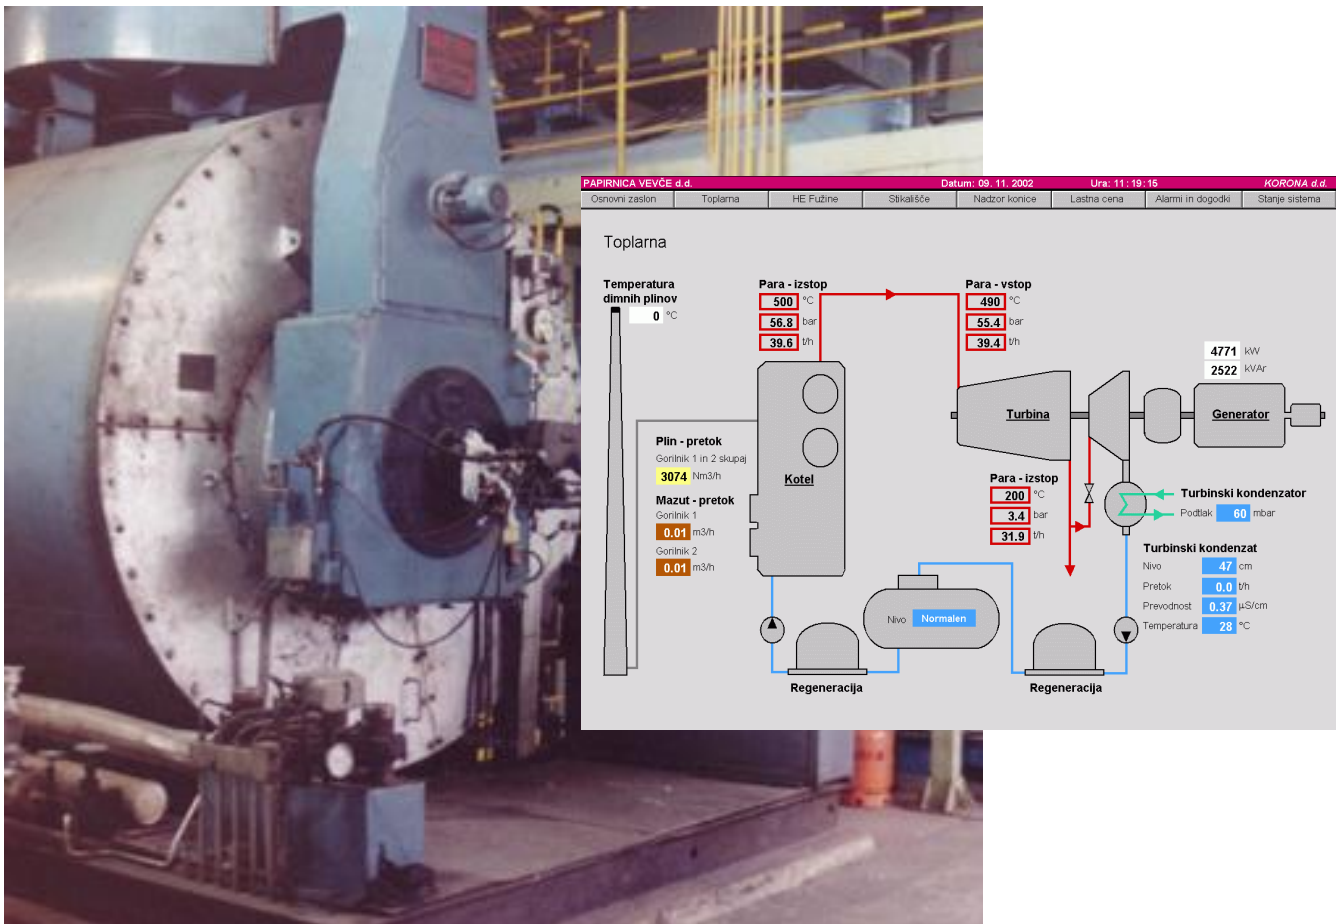 PAPIRNICA VEVČE d.d. Datum: 09. 11. 2002 Ura: 11:19:15 KORONA d.d.
Osnovni zaslon Toplarna HE Fužine Stikališče Nadzor konice Lastna cena Alarmi in dogodki Stanje sistema
Toplarna
Temperatura
dimnih plinov
0 °C
Para - izstop
500 °C
56.8 bar
39.6 t/h
Para - vstop
490 °C
55.4 bar
39.4 t/h
4771 kW
2522 kVAr
Turbina
Generator
Plin - pretok
Gorilnik 1 in 2 skupaj
3074 Nm3/h
Mazut - pretok
Gorilnik 1
0.01 m3/h
Gorilnik 2
0.01 m3/h
Kotel
Para - izstop
200 °C
3.4 bar
31.9 t/h
Turbinski kondenzator
Podtlak 60 mbar
Turbinski kondenzat
Nivo 47 cm
Pretok 0.0 t/h
Prevodnost 0.37 µS/cm
Temperatura 28 °C
Nivo Normalen
Regeneracija
Regeneracija